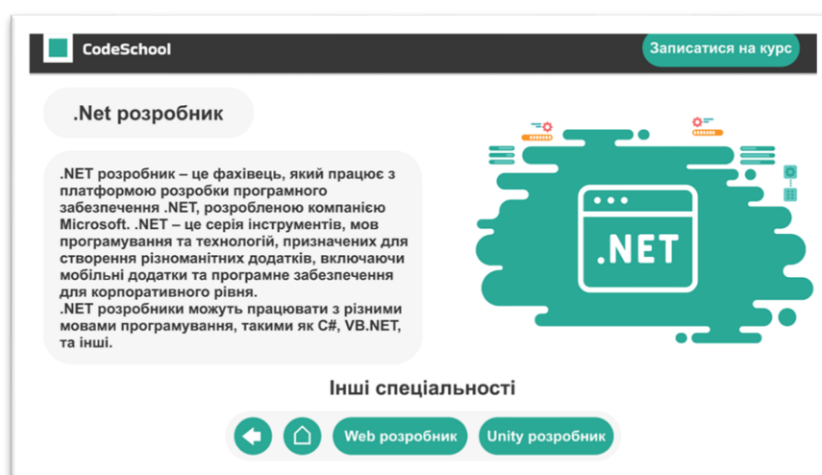 CodeSchool
Записатися на курс
.Net розробник
.NET розробник – це фахівець, який працює з
платформою розробки програмного
забезпечення .NET, розробленою компанією
Microsoft. .NET – це серія інструментів, мов
програмування та технологій, призначених для
створення різноманітних додатків, включаючи
мобільні додатки та програмне забезпечення
для корпоративного рівня.
.NET розробники можуть працювати з різними
мовами програмування, такими як C#, VB.NET,
та інші.
.NET
Інші спеціальності
Web розробник
Unity розробник